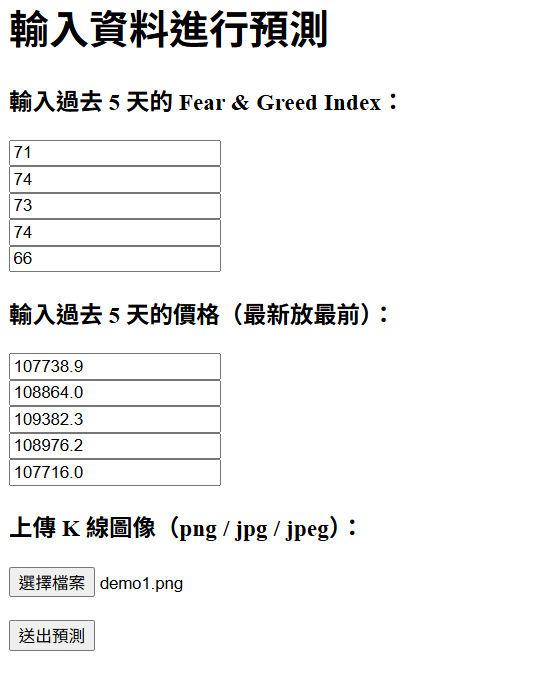 輸入資料進行預測
輸入過去 5 天的 Fear & Greed Index：
71
74
73
74
66
輸入過去 5 天的價格（最新放最前）：
107738.9
108864.0
109382.3
108976.2
107716.0
上傳 K 線圖像（png / jpg / jpeg）：
選擇檔案 demo1.png
送出預測